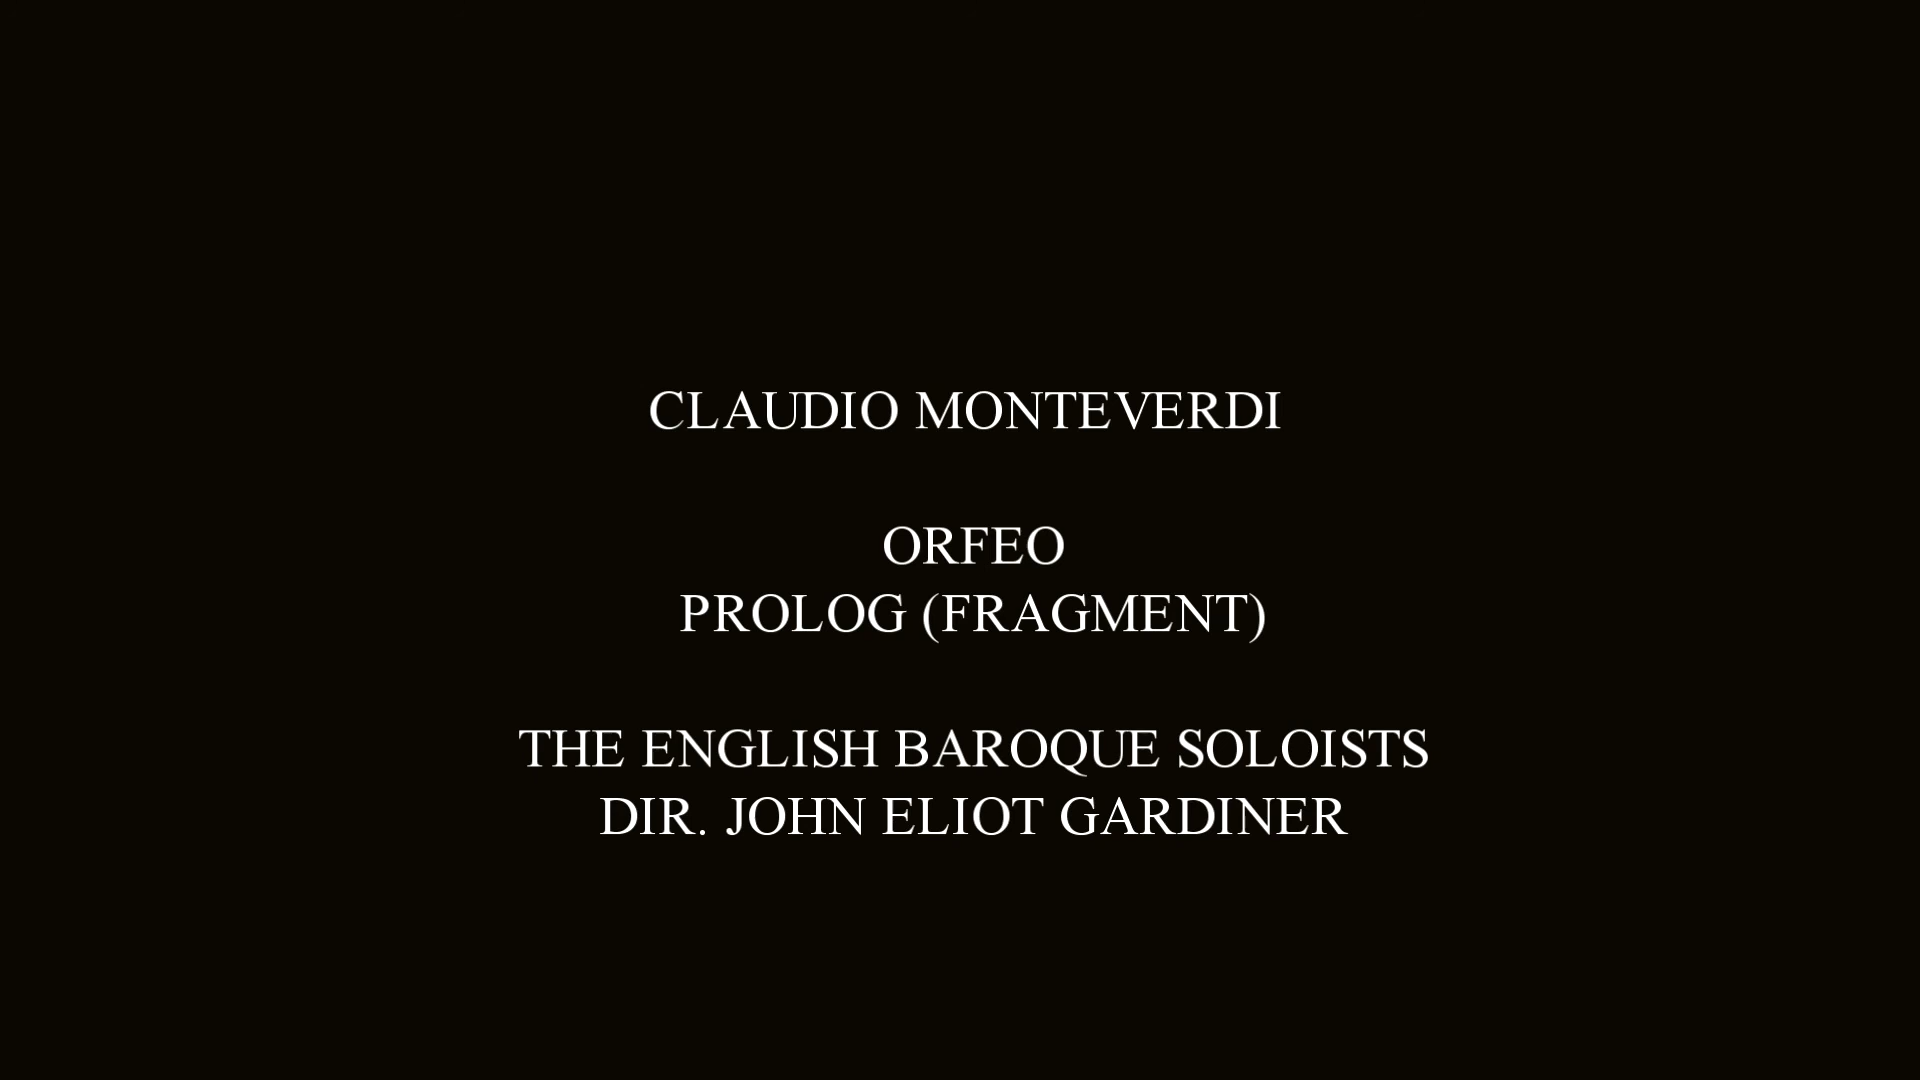 CLAUDIO MONTEVERDI
ORFEO
PROLOG (FRAGMENT)
THE ENGLISH BAROQUE SOLOISTS
DIR. JOHN ELIOT GARDINER